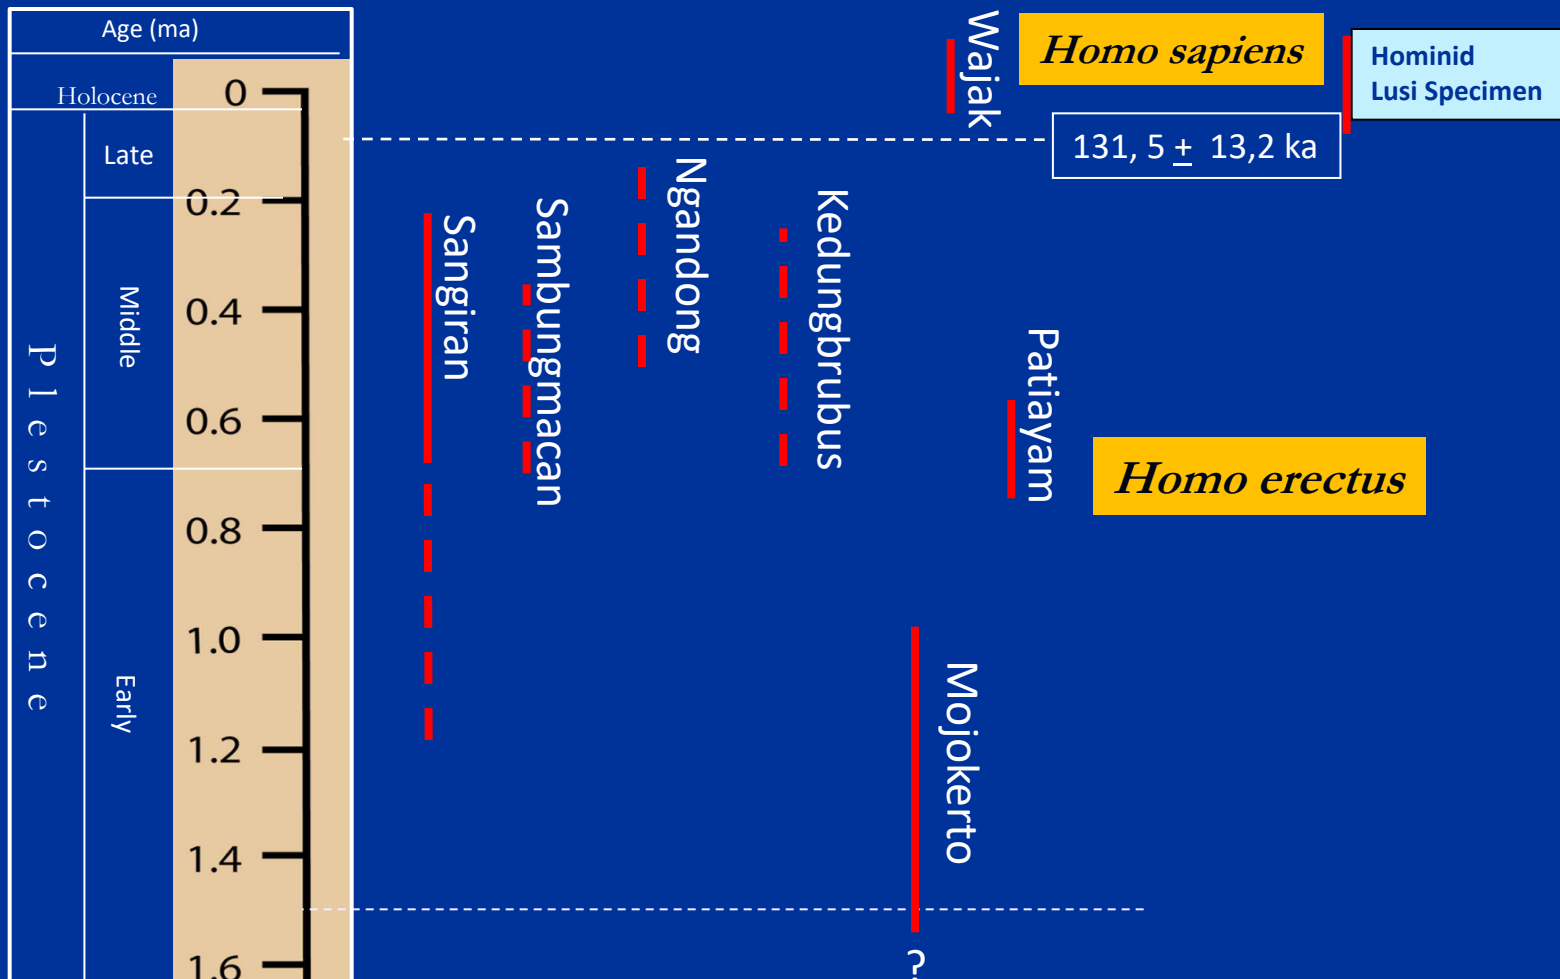 Age (ma)
Holocene
Plestocene
Late
Middle
Early
0
0.2
0.4
0.6
0.8
1.0
1.2
1.4
1.6
Sangiran
Sambungmacan
Ngandong
Kedungbrubus
Wajak
Homo sapiens
Hominid
Lusi Specimen
131, 5 ± 13,2 ka
Patiayam
Homo erectus
Mojokerto
?